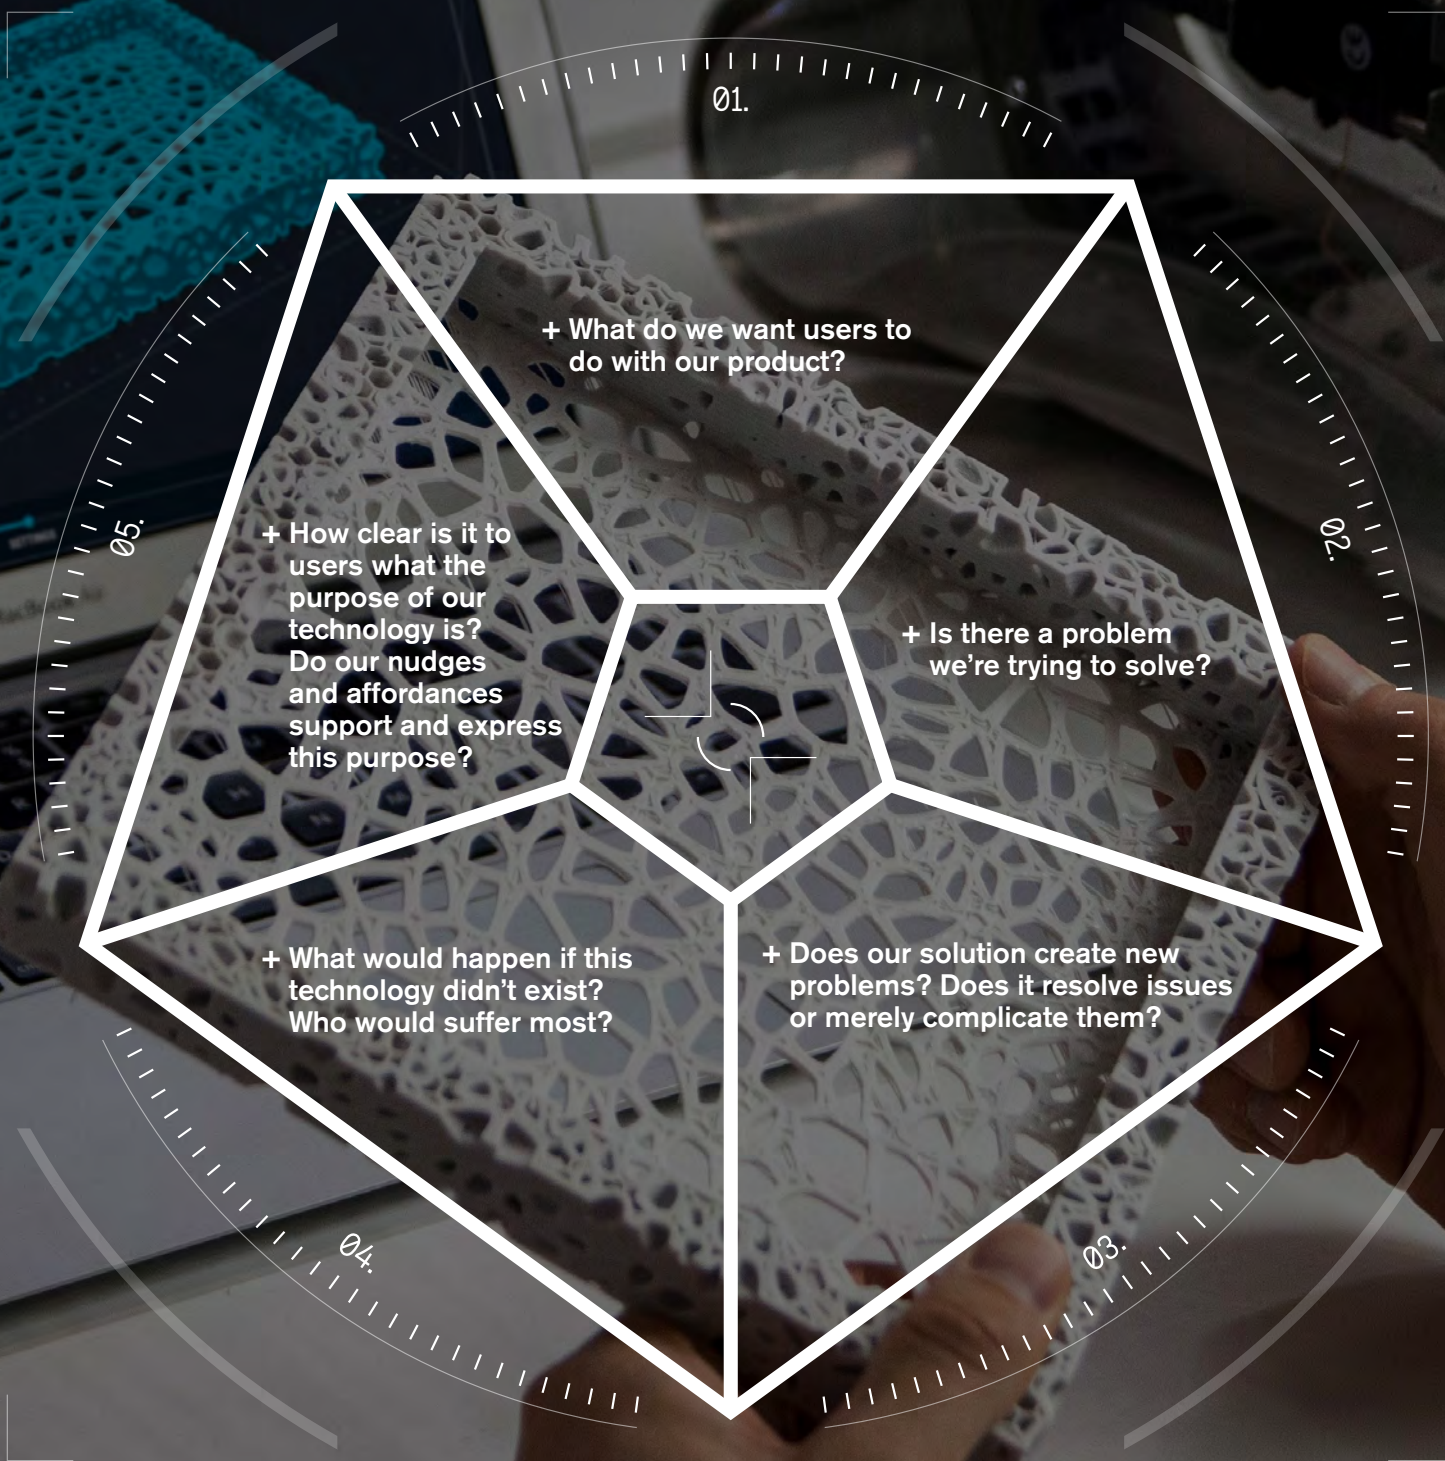 01.
+ What do we want users to
do with our product?
02.
+ Is there a problem
we’re trying to solve?
03.
+ Does our solution create new
problems? Does it resolve issues
or merely complicate them?
04.
+ What would happen if this
technology didn’t exist?
Who would suffer most?
05.
+ How clear is it to
users what the
purpose of our
technology is?
Do our nudges
and affordances
support and express
this purpose?